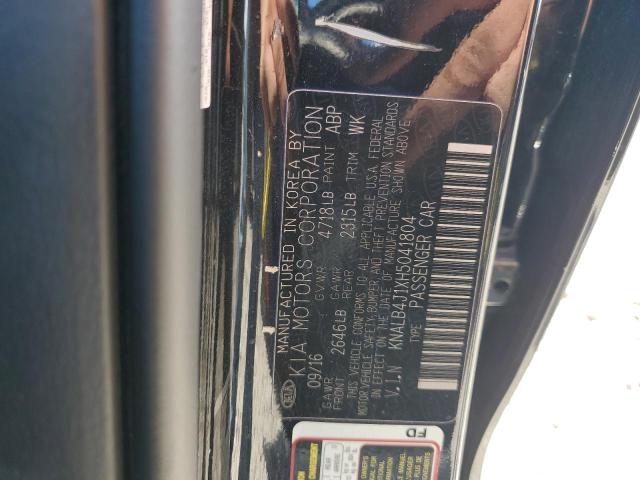 MANUFACTURED IN KOREA BY
KIA MOTORS CORPORATION
09/16 GVWR 4718LB PAINT ABP
GAWR FRONT 2646LB GAWR REAR 2315LB TRIM WK
THIS VEHICLE CONFORMS TO ALL APPLICABLE U.S.A. FEDERAL
MOTOR VEHICLE SAFETY, BUMPER, AND THEFT PREVENTION STANDARDS
IN EFFECT ON THE DATE OF MANUFACTURE SHOWN ABOVE
V.I.N KNALB4J1XH5041804
TYPE PASSENGER CAR